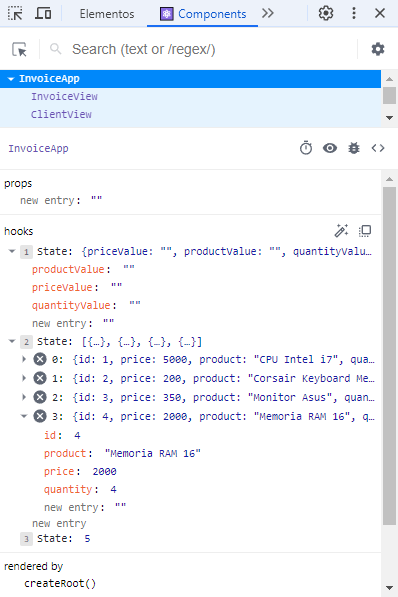 Elementos
Components
Search (text or /regex/)
InvoiceApp
InvoiceView
ClientView
InvoiceApp
props
new entry: ""
hooks
1 State: {priceValue: "", productValue: "", quantityValu…
productValue: ""
priceValue: ""
quantityValue: ""
new entry: ""
2 State: [{…}, {…}, {…}, {…}]
0: {id: 1, price: 5000, product: "CPU Intel i7", qua…
1: {id: 2, price: 200, product: "Corsair Keyboard Me…
2: {id: 3, price: 350, product: "Monitor Asus", quan…
3: {id: 4, price: 2000, product: "Memoria RAM 16", q…
id: 4
product: "Memoria RAM 16"
price: 2000
quantity: 4
new entry: ""
new entry
3 State: 5
rendered by
createRoot()